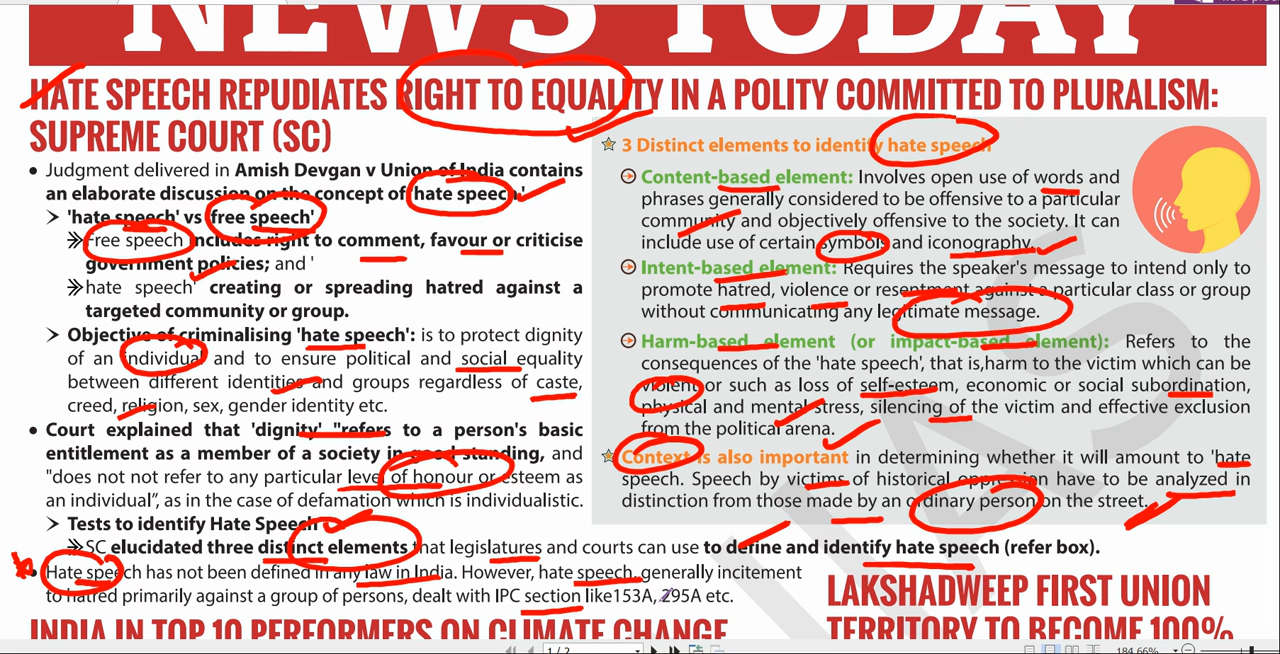 NEWS TODAY
HATE SPEECH REPUDIATES RIGHT TO EQUALITY IN A POLITY COMMITTED TO PLURALISM:
SUPREME COURT (SC)
• Judgment delivered in Amish Devgan v Union of India contains
an elaborate discussion on the concept of 'hate speech'.
➢ 'hate speech' vs 'free speech'
Free speech includes right to comment, favour or criticise
government policies; and '
hate speech' creating or spreading hatred against a
targeted community or group.
➢ Objective of criminalising 'hate speech': is to protect dignity
of an individual and to ensure political and social equality
between different identities and groups regardless of caste,
creed, religion, sex, gender identity etc.
• Court explained that 'dignity' "refers to a person's basic
entitlement as a member of a society in good standing, and
"does not not refer to any particular level of honour or esteem as
an individual", as in the case of defamation which is individualistic.
➢ Tests to identify Hate Speech
SC elucidated three distinct elements that legislatures and courts can use to define and identify hate speech (refer box).
• Hate speech has not been defined in any law in India. However, hate speech, generally incitement
to hatred primarily against a group of persons, dealt with IPC section like153A, 295A etc.
3 Distinct elements to identify hate speech
Content-based element: Involves open use of words and
phrases generally considered to be offensive to a particular
community and objectively offensive to the society. It can
include use of certain symbols and iconography.
Intent-based element: Requires the speaker's message to intend only to
promote hatred, violence or resentment against a particular class or group
without communicating any legitimate message.
Harm-based element (or impact-based element): Refers to the
consequences of the 'hate speech', that is,harm to the victim which can be
violent or such as loss of self-esteem, economic or social subordination,
physical and mental stress, silencing of the victim and effective exclusion
from the political arena.
Context is also important in determining whether it will amount to 'hate
speech. Speech by victims of historical oppression have to be analyzed in
distinction from those made by an ordinary person on the street.
INDIA IN TOP 10 PERFORMERS ON CLIMATE CHANGE
LAKSHADWEEP FIRST UNION
TERRITORY TO BECOME 100%
1 / 2
184.66%